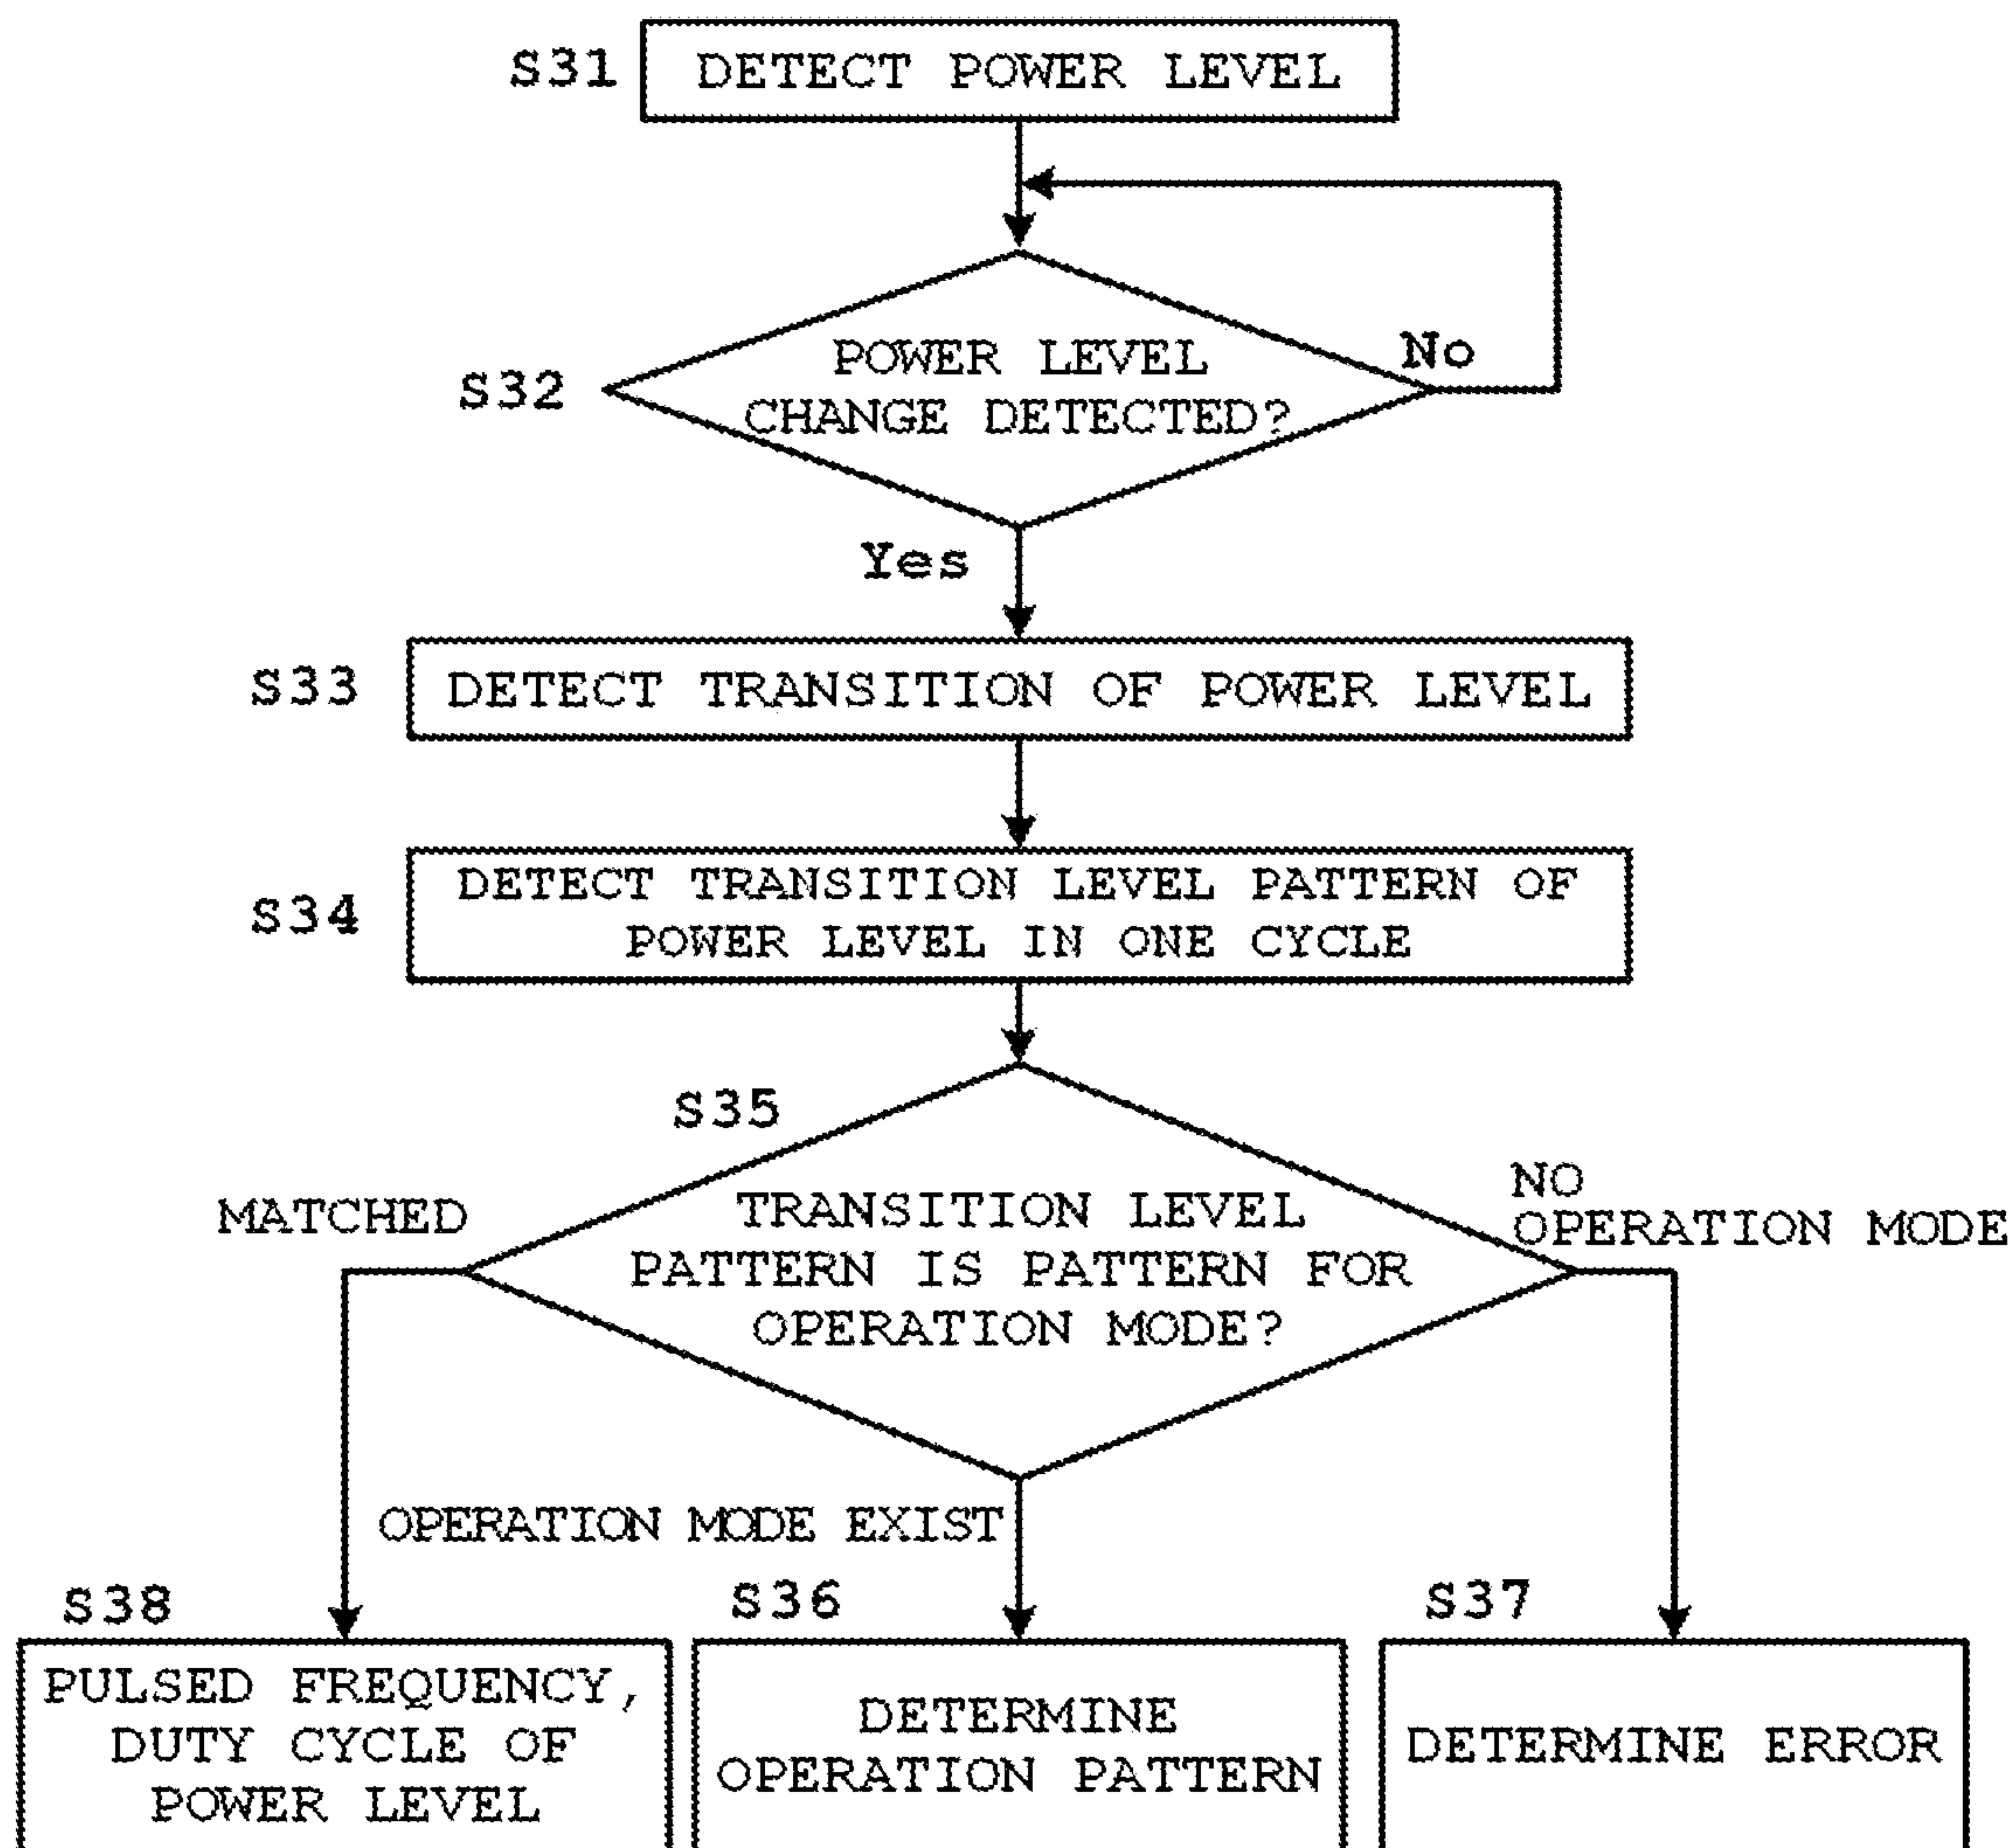 S31
DETECT POWER LEVEL
S32
POWER LEVEL
CHANGE DETECTED?
No
Yes
S33
DETECT TRANSITION OF POWER LEVEL
S34
DETECT TRANSITION LEVEL PATTERN OF
POWER LEVEL IN ONE CYCLE
S35
MATCHED
TRANSITION LEVEL
PATTERN IS PATTERN FOR
OPERATION MODE?
NO
OPERATION MODE
OPERATION MODE EXIST
S38
PULSED FREQUENCY,
DUTY CYCLE OF
POWER LEVEL
S36
DETERMINE
OPERATION PATTERN
S37
DETERMINE ERROR